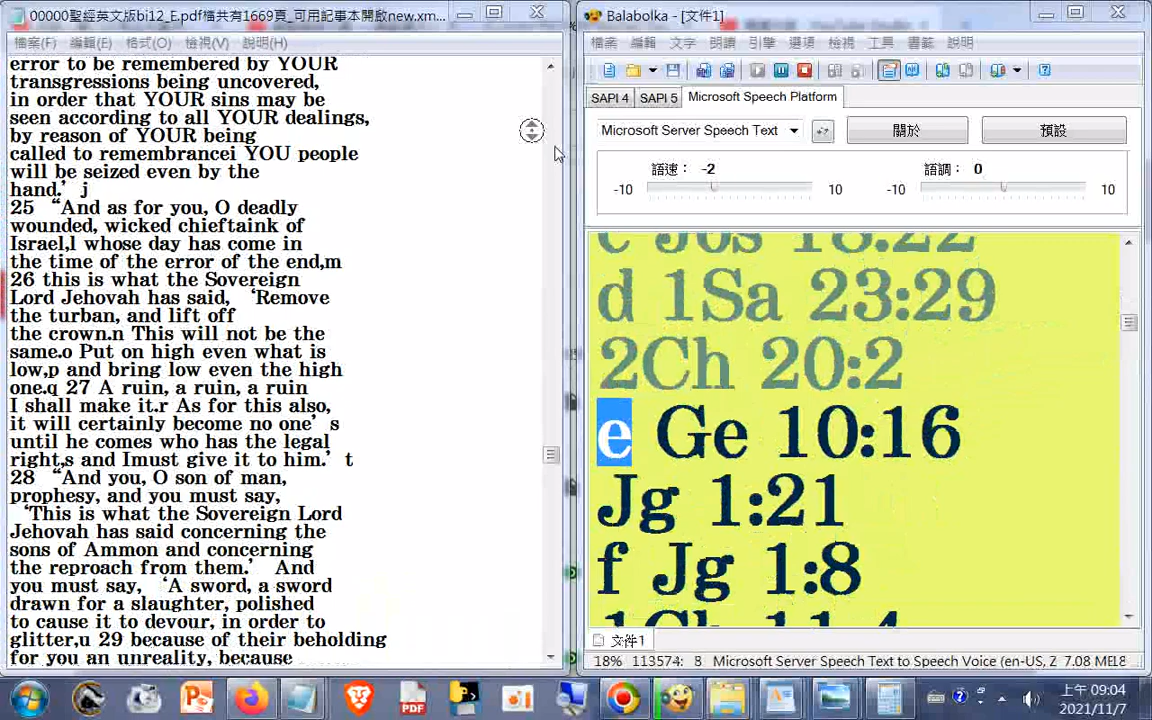 00000聖經英文版bi12_E.pdf檔共有1669頁_可用記事本開啟new.xm...
檔案(F) 編輯(E) 格式(O) 檢視(V) 說明(H)
error to be remembered by YOUR
transgressions being uncovered,
in order that YOUR sins may be
seen according to all YOUR dealings,
by reason of YOUR being
called to remembrancei YOU people
will be seized even by the
hand.’ j
25 “And as for you, O deadly
wounded, wicked chieftaink of
Israel,l whose day has come in
the time of the error of the end,m
26 this is what the Sovereign
Lord Jehovah has said, ‘Remove
the turban, and lift off
the crown.n This will not be the
same.o Put on high even what is
low,p and bring low even the high
one.q 27 A ruin, a ruin, a ruin
I shall make it.r As for this also,
it will certainly become no one’s
until he comes who has the legal
right,s and Imust give it to him.’ t
28 “And you, O son of man,
prophesy, and you must say,
‘This is what the Sovereign Lord
Jehovah has said concerning the
sons of Ammon and concerning
the reproach from them.’ And
you must say, ‘A sword, a sword
drawn for a slaughter, polished
to cause it to devour, in order to
glitter,u 29 because of their beholding
for you an unreality, because
Balabolka - [文件1]
檔案 編輯 文字 朗讀 引擎 選項 檢視 工具 書籤 說明
SAPI 4 SAPI 5 Microsoft Speech Platform
Microsoft Server Speech Text 關於 預設
語速: -2 語調: 0
-10 10 -10 10
c Jos 18:22
d 1Sa 23:29
2Ch 20:2
e Ge 10:16
Jg 1:21
f Jg 1:8
1Ch 11:4
文件1
18% 113574: 8 Microsoft Server Speech Text to Speech Voice (en-US, Z 7.08 MEL8
上午 09:04
2021/11/7